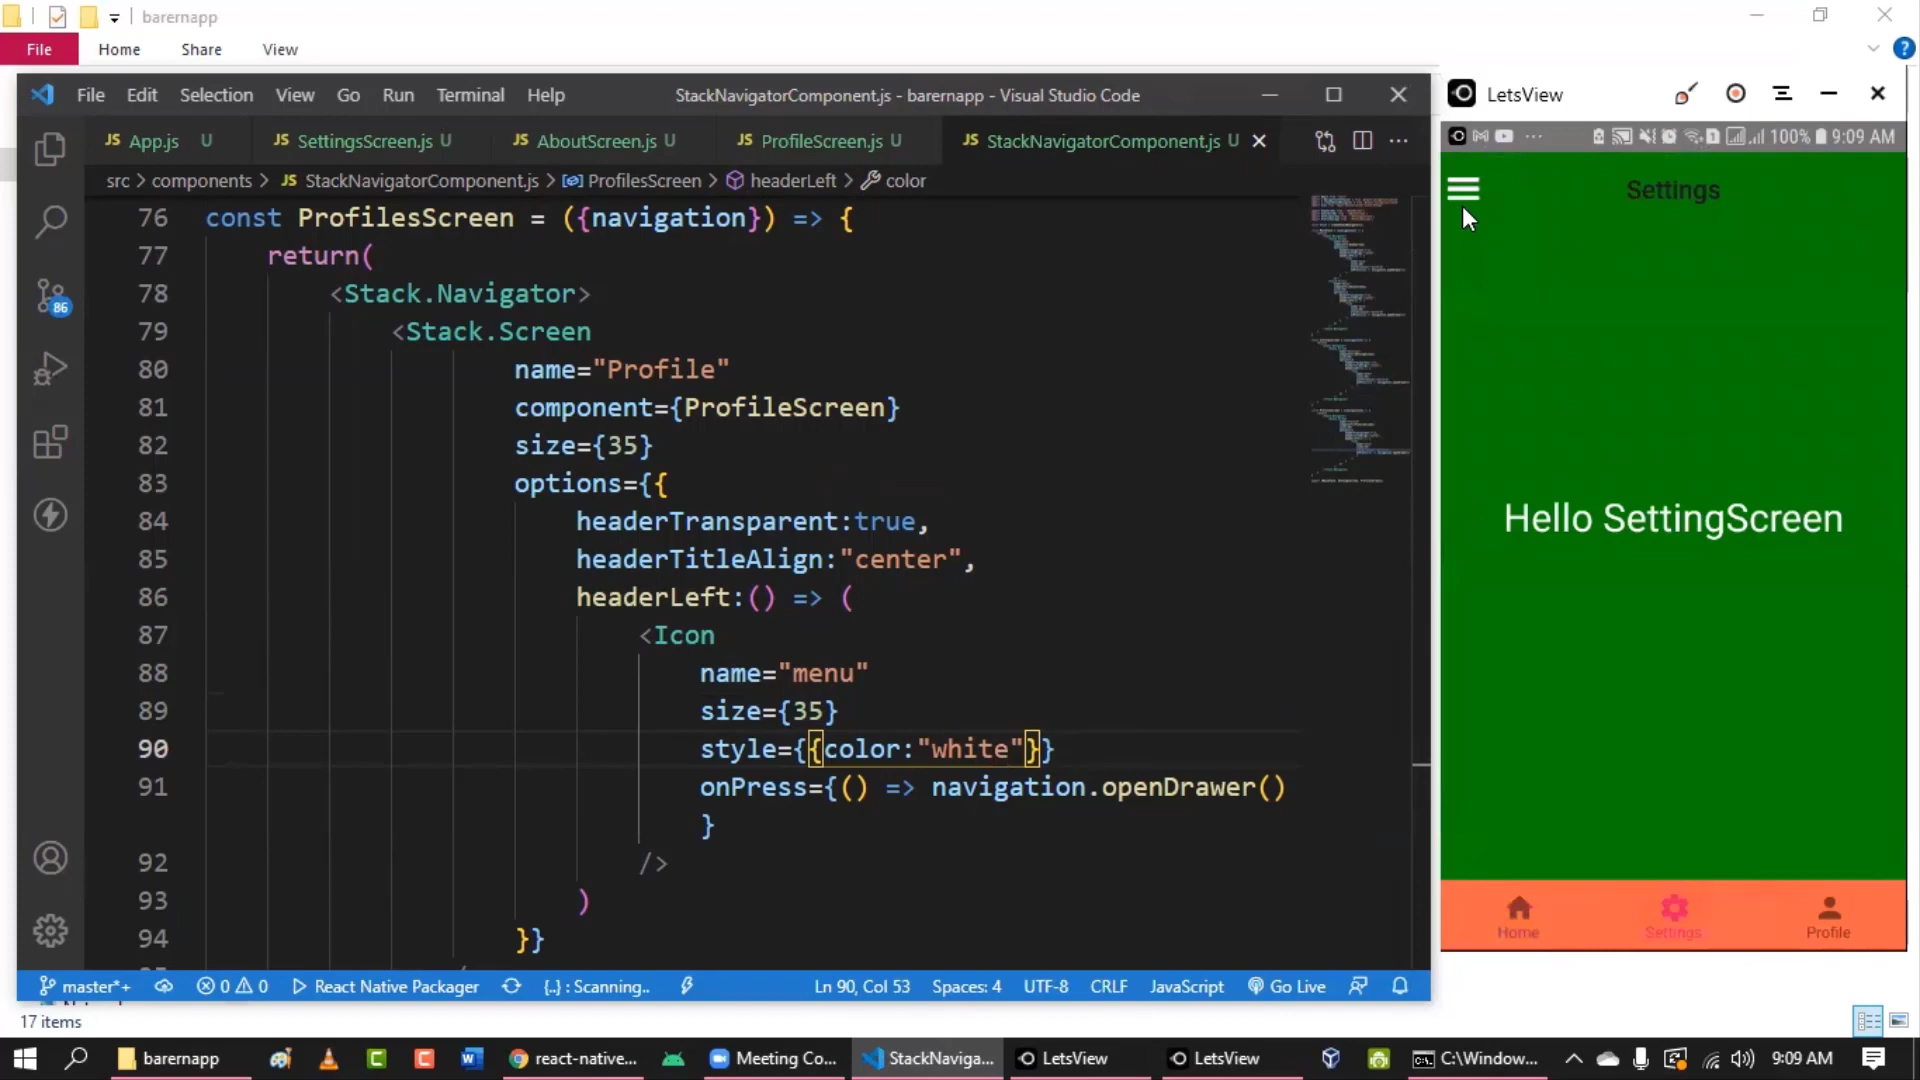 barernapp
File Home Share View
File Edit Selection View Go Run Terminal Help StackNavigatorComponent.js - barernapp - Visual Studio Code
JS App.js U JS SettingsScreen.js U JS AboutScreen.js U JS ProfileScreen.js U JS StackNavigatorComponent.js U
src > components > JS StackNavigatorComponent.js > ProfilesScreen > headerLeft > color
76 const ProfilesScreen = ({navigation}) => {
77 return(
78 <Stack.Navigator>
79 <Stack.Screen
80 name="Profile"
81 component={ProfileScreen}
82 size={35}
83 options={{
84 headerTransparent:true,
85 headerTitleAlign:"center",
86 headerLeft:() => (
87 <Icon
88 name="menu"
89 size={35}
90 style={{color:"white"}}
91 onPress={() => navigation.openDrawer()
}
92 />
93 )
94 }}
86
master*+ 0 0 React Native Packager {..} : Scanning.. Ln 90, Col 53 Spaces: 4 UTF-8 CRLF JavaScript Go Live
17 items
LetsView
100% 9:09 AM
Settings
Hello SettingScreen
Home Settings Profile
barernapp react-native... Meeting Co... StackNaviga... LetsView LetsView C:\Window... 9:09 AM